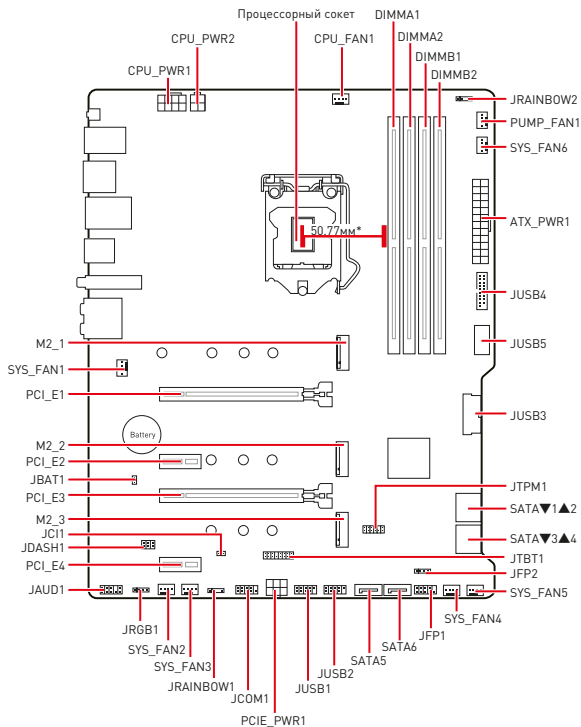 Процессорный сокет
DIMMA1
CPU_PWR2
CPU_FAN1
DIMMA2
CPU_PWR1
DIMMB1
DIMMB2
JRAINBOW2
PUMP_FAN1
SYS_FAN6
50.77мм*
ATX_PWR1
JUSB4
M2_1
JUSB5
SYS_FAN1
PCI_E1
JUSB3
Battery
M2_2
PCI_E2
JBAT1
JTPM1
PCI_E3
SATA▼1▲2
M2_3
JCI1
SATA▼3▲4
JDASH1
JTBT1
PCI_E4
JFP2
JAUD1
SYS_FAN5
JRGB1
SYS_FAN4
SYS_FAN2
JFP1
SYS_FAN3
SATA6
JRAINBOW1
SATA5
JCOM1
JUSB2
JUSB1
PCIE_PWR1